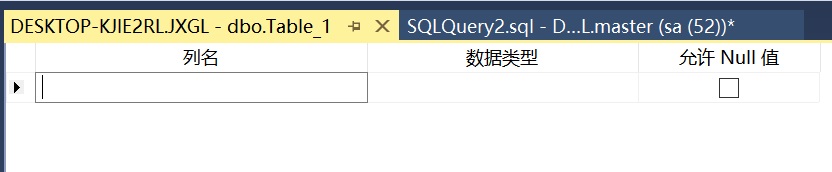 DESKTOP-KJIE2RL.JXGL - dbo.Table_1
SQLQuery2.sql - D...L.master (sa (52))*
列名 数据类型 允许 Null 值